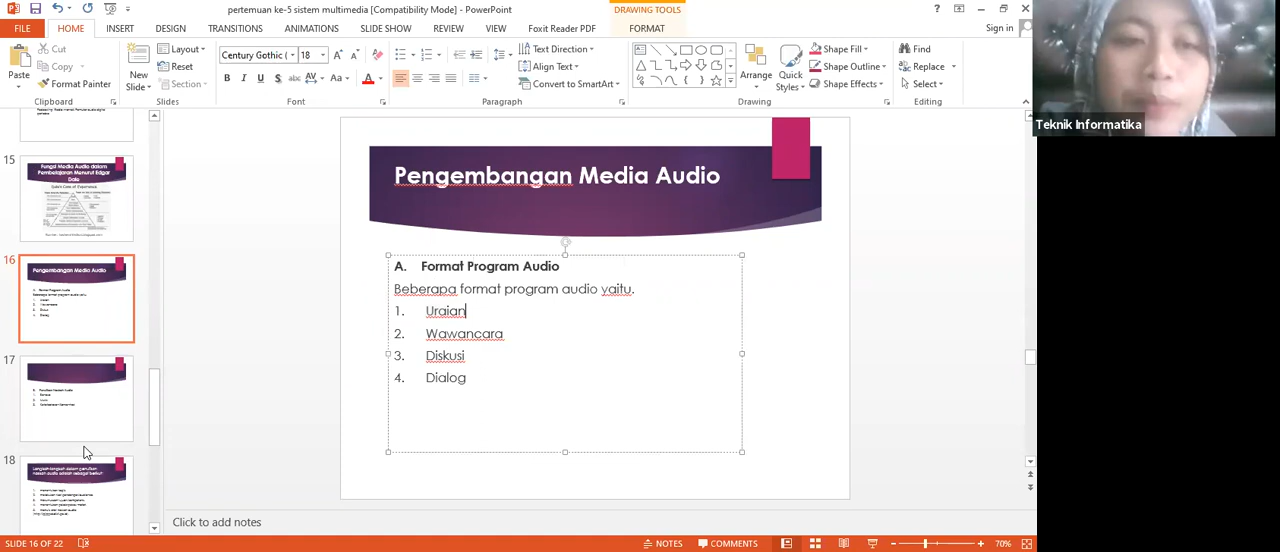 pertemuan ke-5 sistem multimedia [Compatibility Mode] - PowerPoint
DRAWING TOOLS
FILE HOME INSERT DESIGN TRANSITIONS ANIMATIONS SLIDE SHOW REVIEW VIEW Foxit Reader PDF FORMAT Sign in
Paste Cut Copy Format Painter
Clipboard
New Slide Layout Reset Section
Slides
Century Gothic ( 18
B I U S abc AV Aa A
Font
Text Direction Align Text Convert to SmartArt
Paragraph
Arrange Quick Styles Shape Fill Shape Outline Shape Effects
Drawing
Find Replace Select
Editing
Teknik Informatika
15
Fungsi Media Audio dalam
Pembelajaran Menurut Edgar
Dale
16
Pengembangan Media Audio
17
18
Pengembangan Media Audio
A. Format Program Audio
Beberapa format program audio yaitu.
1. Uraian
2. Wawancara
3. Diskusi
4. Dialog
Click to add notes
SLIDE 16 OF 22 NOTES COMMENTS 70%